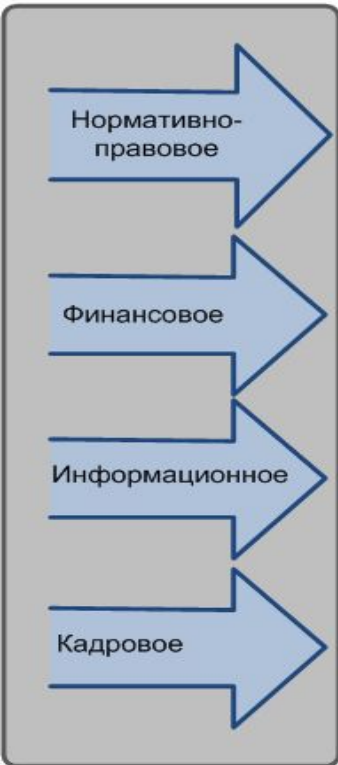 Нормативно-
правовое
Финансовое
Информационное
Кадровое